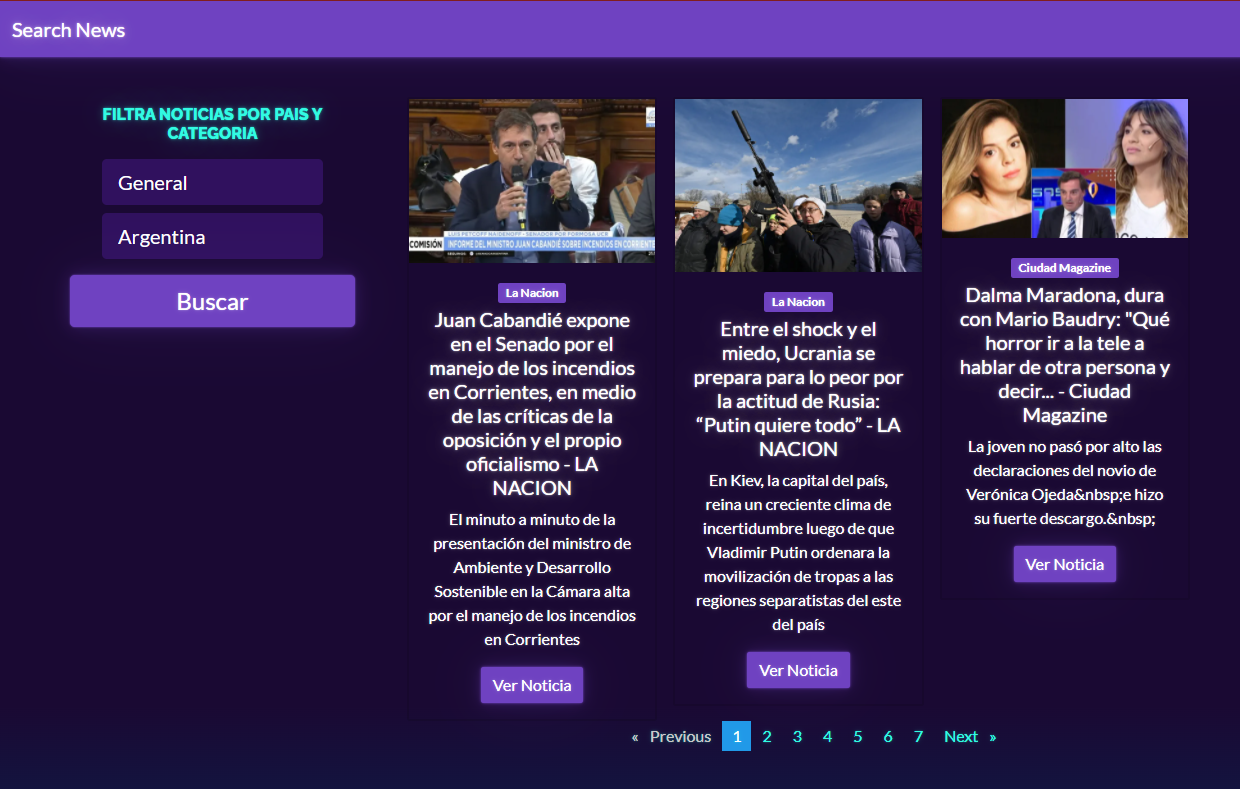 Search News
FILTRA NOTICIAS POR PAIS Y
CATEGORIA
General
Argentina
Buscar
LUIS PETCOFF NAIDENOFF - SENADOR POR FORMOSA UCR
COMISIÓN
INFORME DEL MINISTRO JUAN CABANDIÉ SOBRE INCENDIOS EN CORRIENTE
La Nacion
Juan Cabandié expone
en el Senado por el
manejo de los incendios
en Corrientes, en medio
de las críticas de la
oposición y el propio
oficialismo - LA
NACION
El minuto a minuto de la
presentación del ministro de
Ambiente y Desarrollo
Sostenible en la Cámara alta
por el manejo de los incendios
en Corrientes
Ver Noticia
La Nacion
Entre el shock y el
miedo, Ucrania se
prepara para lo peor por
la actitud de Rusia:
“Putin quiere todo” - LA
NACION
En Kiev, la capital del país,
reina un creciente clima de
incertidumbre luego de que
Vladimir Putin ordenara la
movilización de tropas a las
regiones separatistas del este
del país
Ver Noticia
Ciudad Magazine
Dalma Maradona, dura
con Mario Baudry: "Qué
horror ir a la tele a
hablar de otra persona y
decir... - Ciudad
Magazine
La joven no pasó por alto las
declaraciones del novio de
Verónica Ojeda&nbsp;e hizo
su fuerte descargo.&nbsp;
Ver Noticia
« Previous 1 2 3 4 5 6 7 Next »